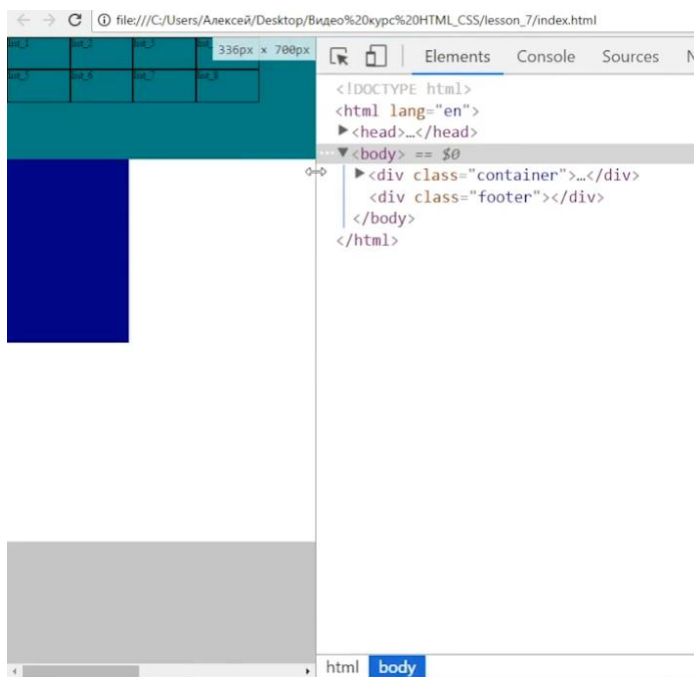 file:///C:/Users/Алексей/Desktop/Видео%20курс%20HTML_CSS/lesson_7/index.html
336px × 700px
Elements Console Sources N
<!DOCTYPE html>
<html lang="en">
▶<head>…</head>
···▼<body> == $0
▶<div class="container">…</div>
<div class="footer"></div>
</body>
</html>
html body